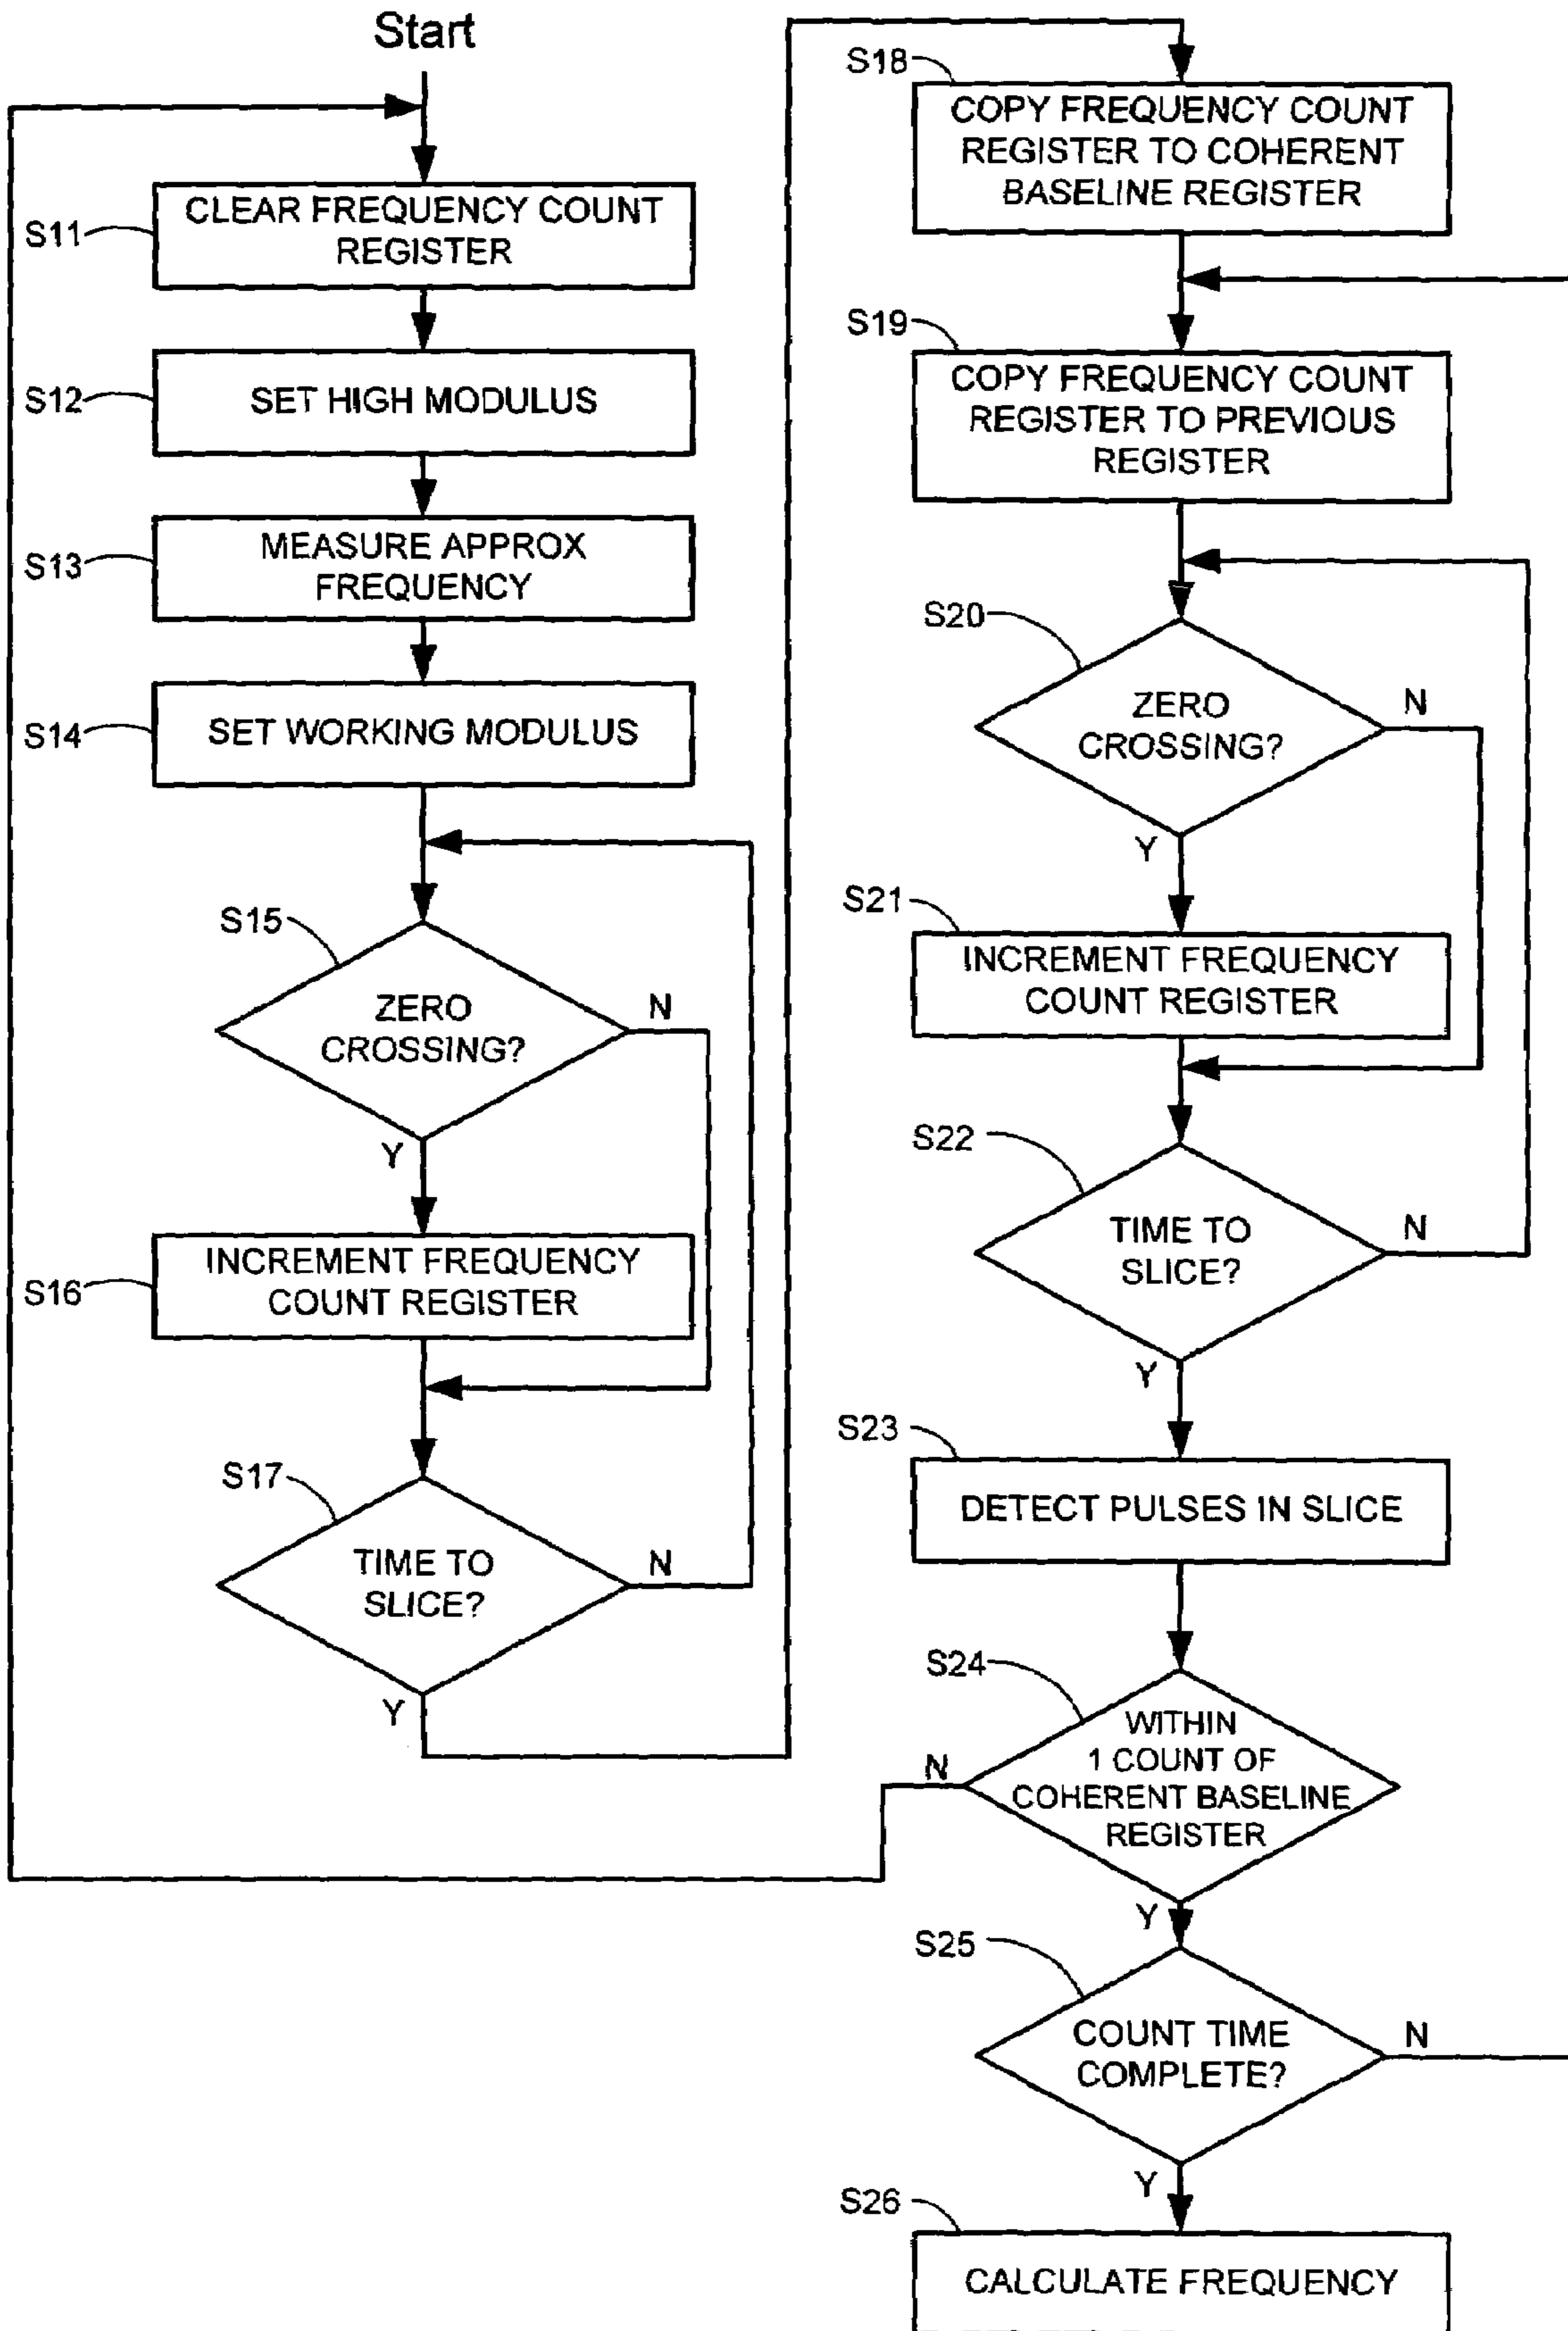 Start
S11
CLEAR FREQUENCY COUNT
REGISTER
S12
SET HIGH MODULUS
S13
MEASURE APPROX
FREQUENCY
S14
SET WORKING MODULUS
S15
ZERO
CROSSING?
N
Y
S16
INCREMENT FREQUENCY
COUNT REGISTER
S17
TIME TO
SLICE?
N
Y
S18
COPY FREQUENCY COUNT
REGISTER TO COHERENT
BASELINE REGISTER
S19
COPY FREQUENCY COUNT
REGISTER TO PREVIOUS
REGISTER
S20
ZERO
CROSSING?
N
Y
S21
INCREMENT FREQUENCY
COUNT REGISTER
S22
TIME TO
SLICE?
N
Y
S23
DETECT PULSES IN SLICE
S24
WITHIN
1 COUNT OF
COHERENT BASELINE
REGISTER
N
Y
S25
COUNT TIME
COMPLETE?
N
Y
S26
CALCULATE FREQUENCY